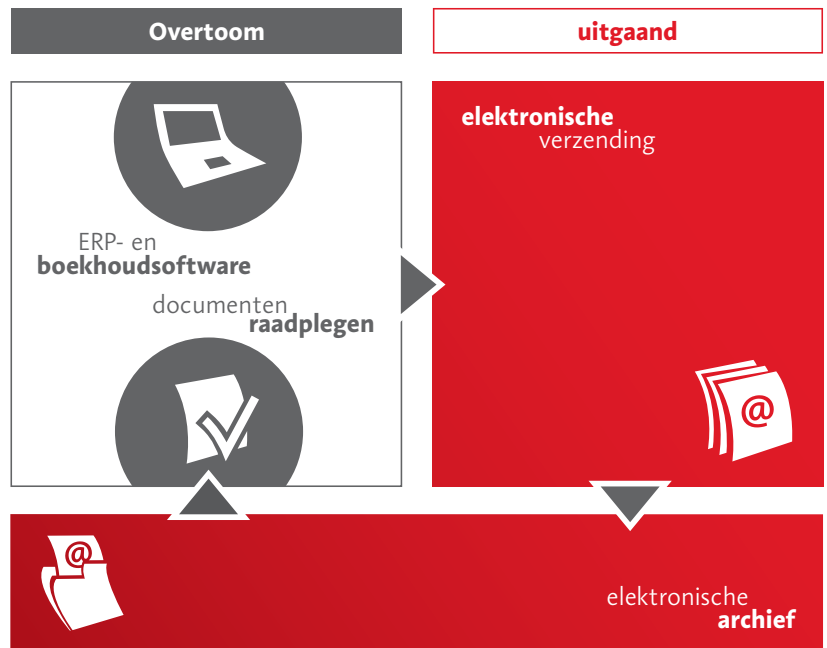 Overtoom
uitgaand
elektronische
verzending
ERP- en
boekhoudsoftware
documenten
raadplegen
@
@
elektronische
archief